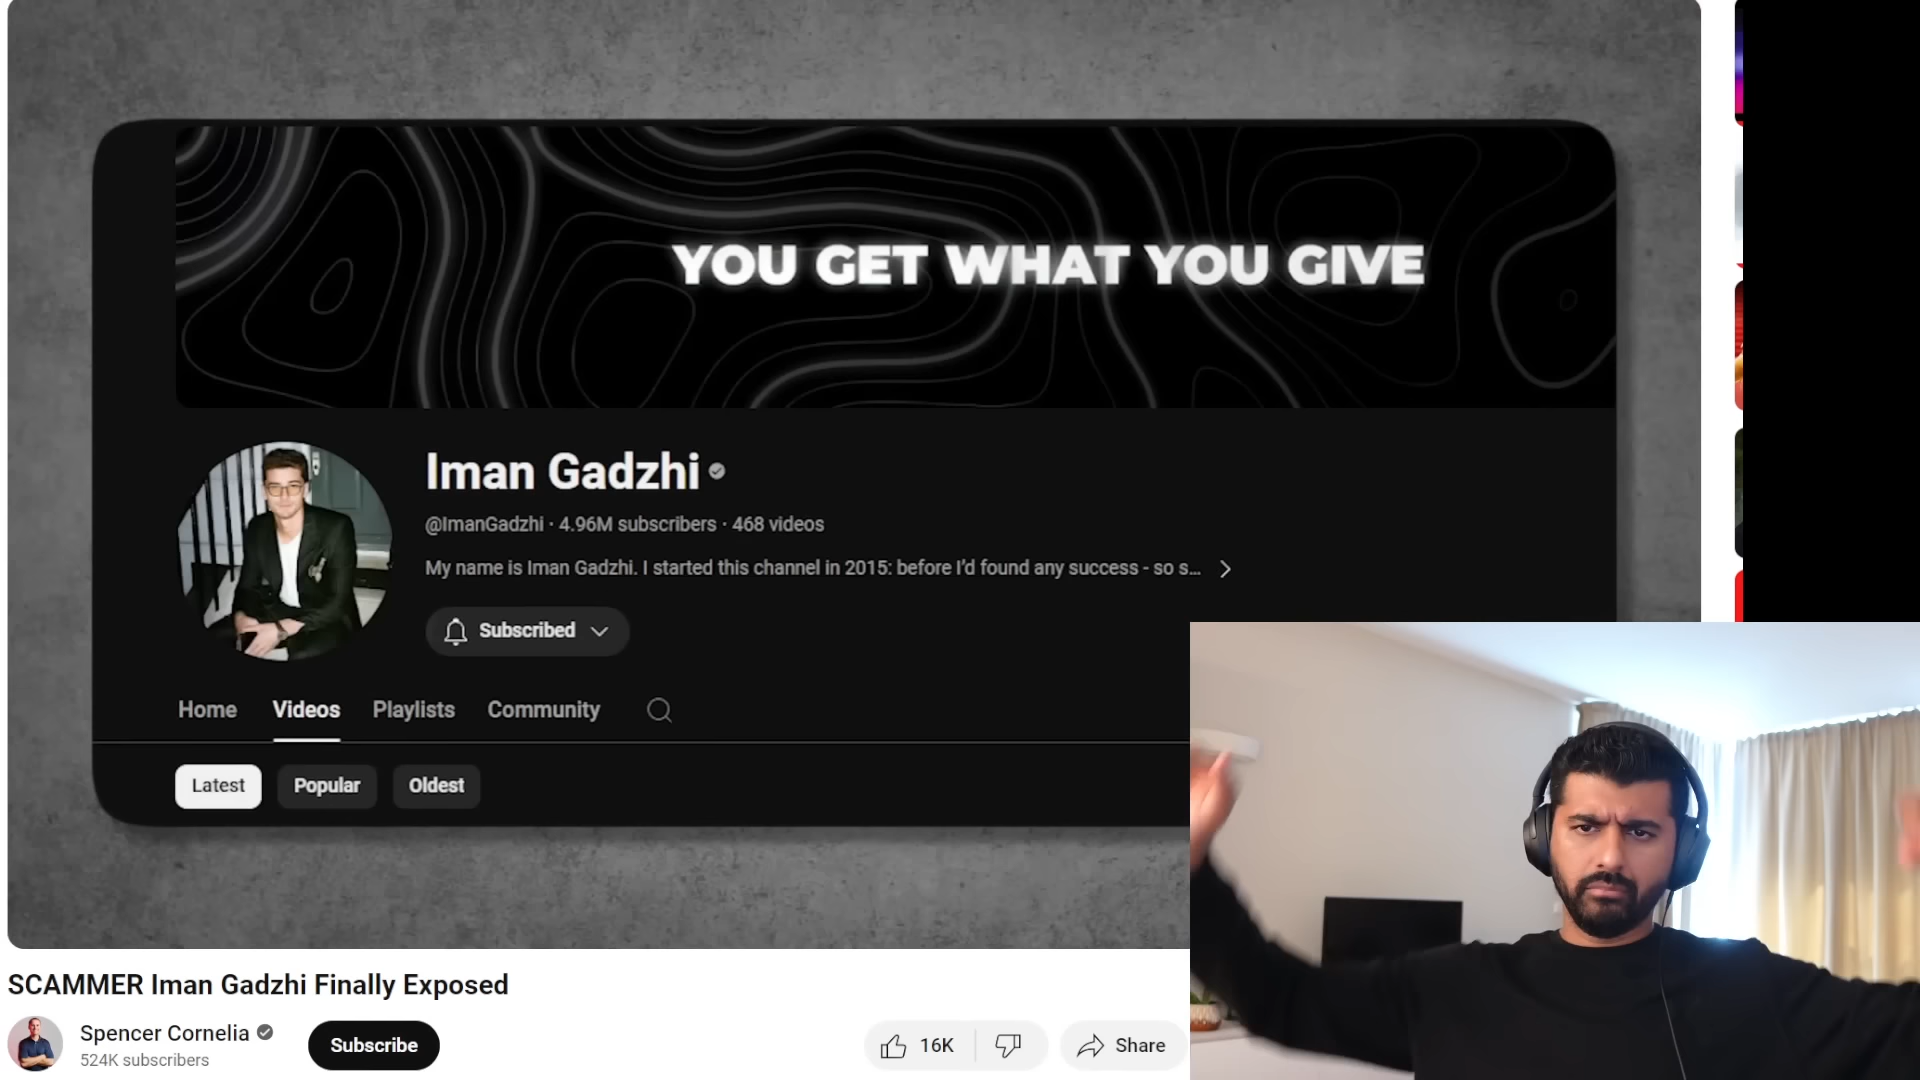 YOU GET WHAT YOU GIVE
Iman Gadzhi
@ImanGadzhi · 4.96M subscribers · 468 videos
My name is Iman Gadzhi. I started this channel in 2015: before I'd found any success - so s...
Subscribed
Home Videos Playlists Community
Latest Popular Oldest
SCAMMER Iman Gadzhi Finally Exposed
Spencer Cornelia
524K subscribers
Subscribe
16K
Share